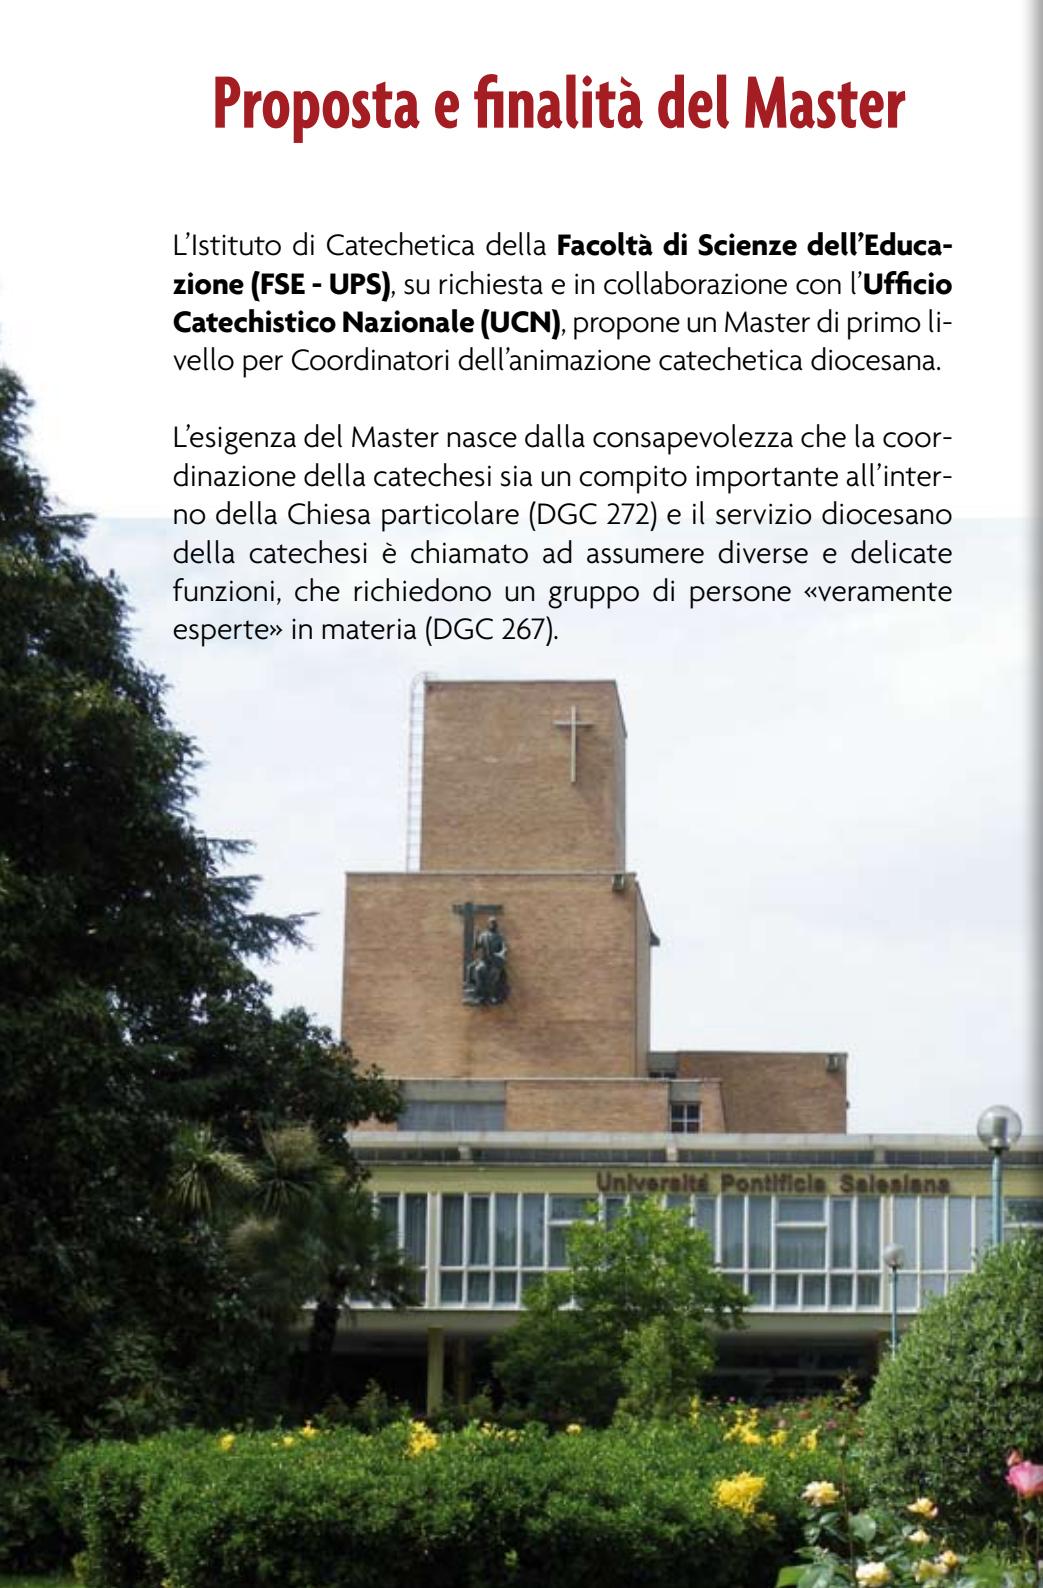 Proposta e finalità del Master
L’Istituto di Catechetica della Facoltà di Scienze dell’Educa-
zione (FSE - UPS), su richiesta e in collaborazione con l’Ufficio
Catechistico Nazionale (UCN), propone un Master di primo li-
vello per Coordinatori dell’animazione catechetica diocesana.
L’esigenza del Master nasce dalla consapevolezza che la coor-
dinazione della catechesi sia un compito importante all’inter-
no della Chiesa particolare (DGC 272) e il servizio diocesano
della catechesi è chiamato ad assumere diverse e delicate
funzioni, che richiedono un gruppo di persone «veramente
esperte» in materia (DGC 267).
Università Pontificia Salesiana